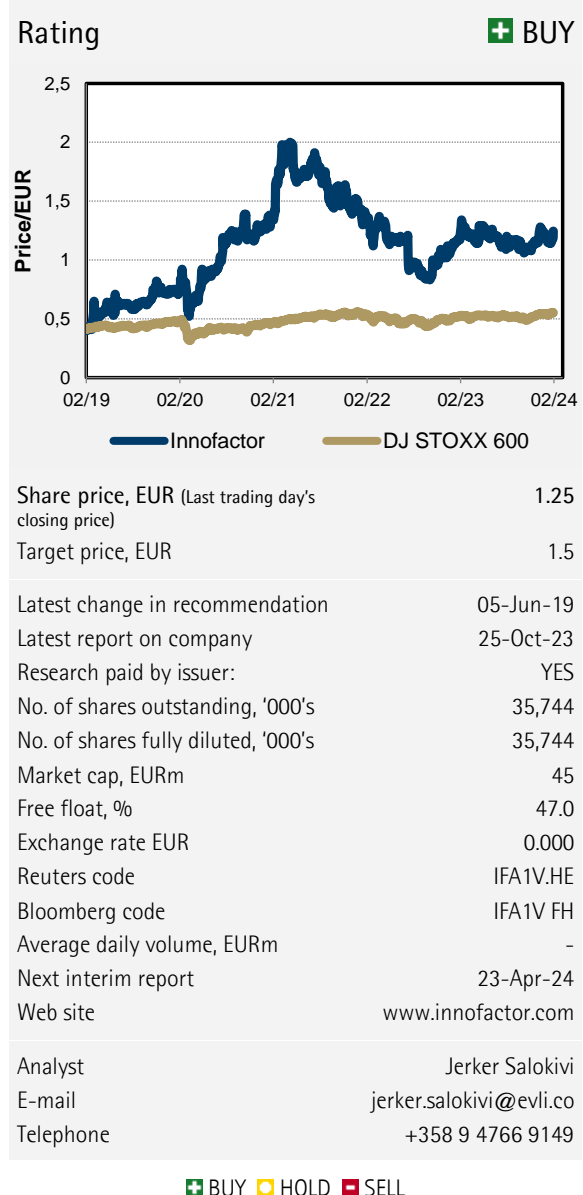 Rating BUY
2,5
2
1,5
1
0,5
0
Price/EUR
02/19 02/20 02/21 02/22 02/23 02/24
Innofactor DJ STOXX 600
Share price, EUR (Last trading day's 1.25
closing price)
Target price, EUR 1.5
Latest change in recommendation 05-Jun-19
Latest report on company 25-Oct-23
Research paid by issuer: YES
No. of shares outstanding, ‘000's 35,744
No. of shares fully diluted, ‘000's 35,744
Market cap, EURm 45
Free float, % 47.0
Exchange rate EUR 0.000
Reuters code IFA1V.HE
Bloomberg code IFA1V FH
Average daily volume, EURm -
Next interim report 23-Apr-24
Web site www.innofactor.com
Analyst Jerker Salokivi
E-mail jerker.salokivi@evli.co
Telephone +358 9 4766 9149
BUY HOLD SELL